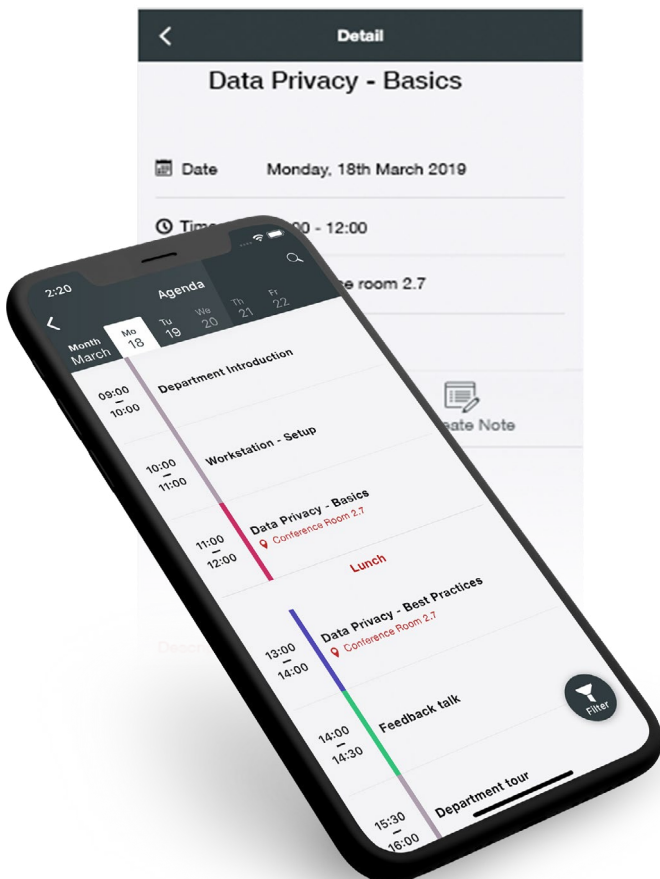 Detail
Data Privacy - Basics
Date Monday, 18th March 2019
00 - 12:00
room 2.7
Note
2:20
Agenda
Month Mo Tu We Th Fr
March 18 19 20 21 22
09:00
–
10:00
Department Introduction
10:00
–
11:00
Workstation - Setup
11:00
–
12:00
Data Privacy - Basics
Conference Room 2.7
Lunch
13:00
–
14:00
Data Privacy - Best Practices
Conference Room 2.7
14:00
–
14:30
Feedback talk
15:30
–
16:00
Department tour
Filter